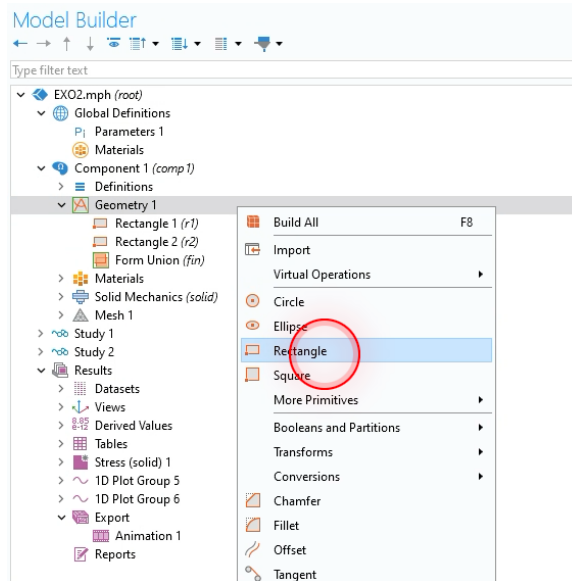 Model Builder
Type filter text
EXO2.mph (root)
Global Definitions
Pi Parameters 1
Materials
Component 1 (comp1)
Definitions
Geometry 1
Rectangle 1 (r1)
Rectangle 2 (r2)
Form Union (fin)
Materials
Solid Mechanics (solid)
Mesh 1
Study 1
Study 2
Results
Datasets
Views
8.85 e-12 Derived Values
Tables
Stress (solid) 1
1D Plot Group 5
1D Plot Group 6
Export
Animation 1
Reports
Build All F8
Import
Virtual Operations
Circle
Ellipse
Rectangle
Square
More Primitives
Booleans and Partitions
Transforms
Conversions
Chamfer
Fillet
Offset
Tangent